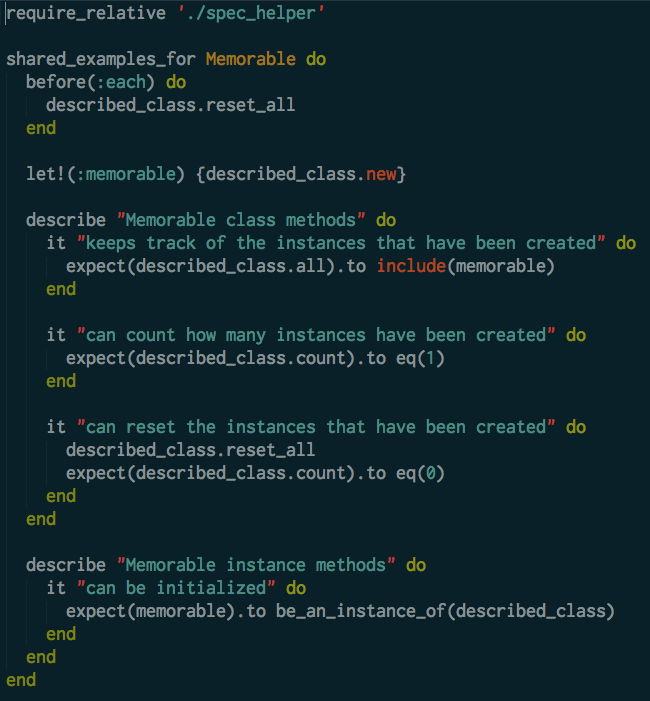 require_relative './spec_helper'
shared_examples_for Memorable do
before(:each) do
described_class.reset_all
end
let!(:memorable) {described_class.new}
describe "Memorable class methods" do
it "keeps track of the instances that have been created" do
expect(described_class.all).to include(memorable)
end
it "can count how many instances have been created" do
expect(described_class.count).to eq(1)
end
it "can reset the instances that have been created" do
described_class.reset_all
expect(described_class.count).to eq(0)
end
end
describe "Memorable instance methods" do
it "can be initialized" do
expect(memorable).to be_an_instance_of(described_class)
end
end
end